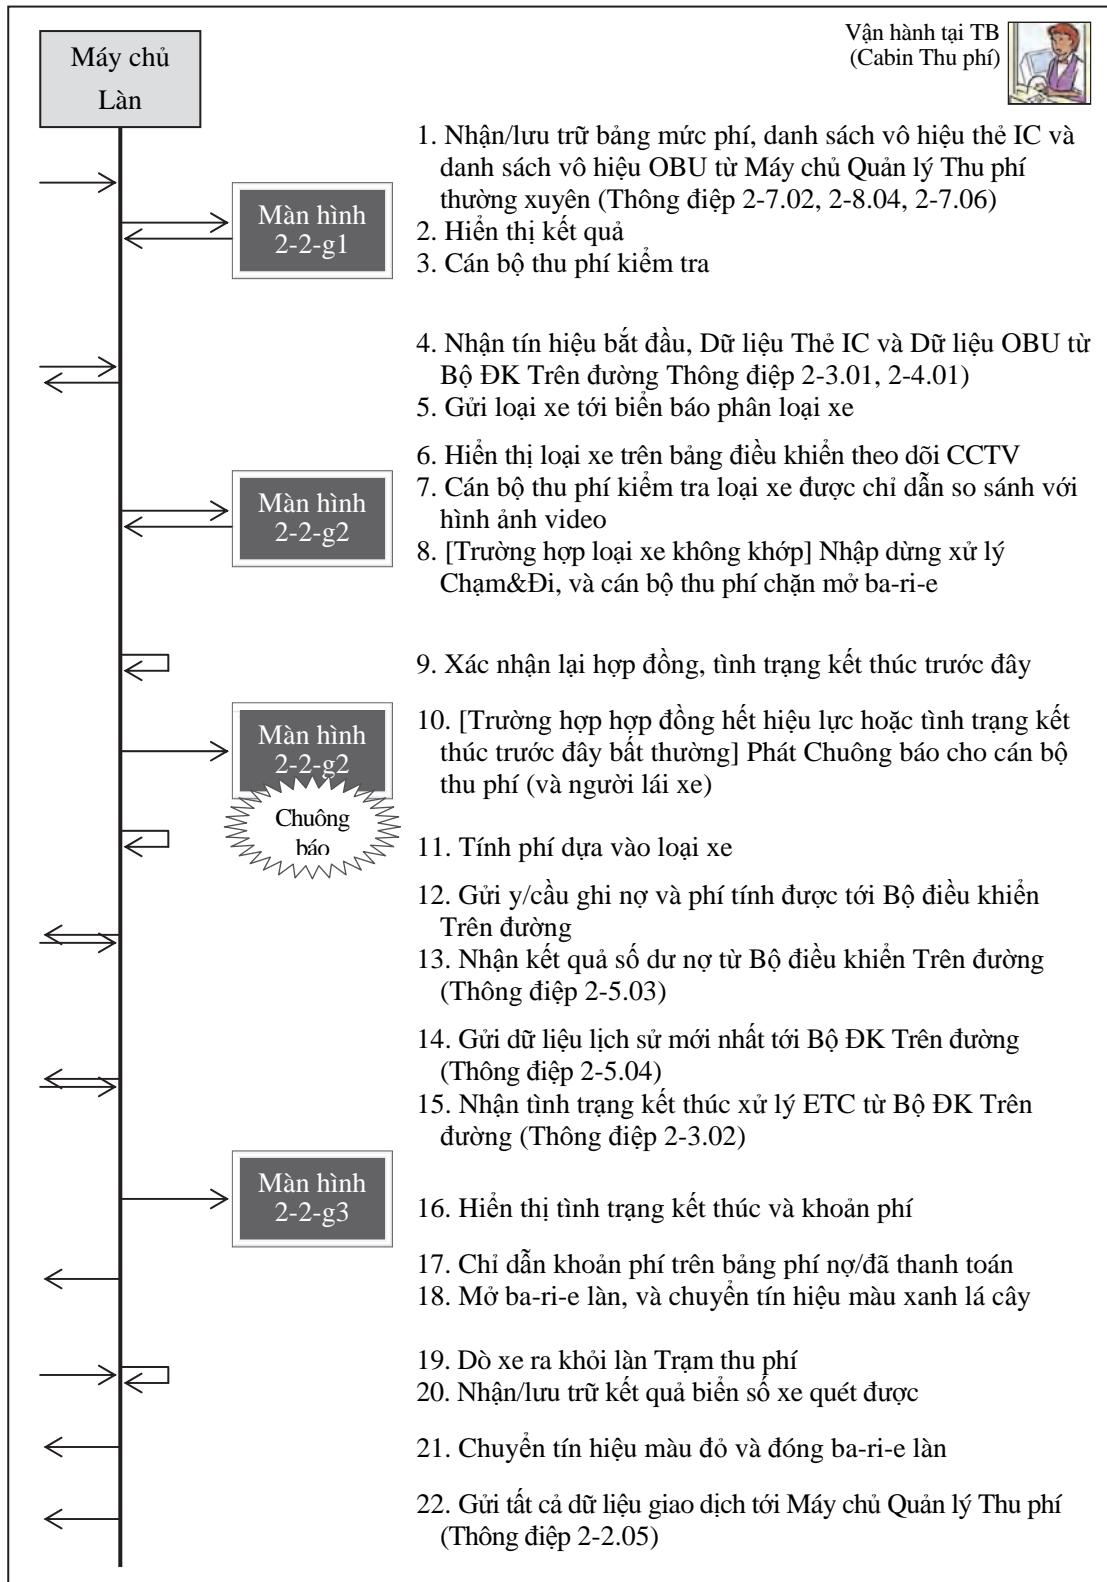 Vận hành tại TB
(Cabin Thu phí)
Máy chủ
Làn
1. Nhận/lưu trữ bảng mức phí, danh sách vô hiệu thẻ IC và
danh sách vô hiệu OBU từ Máy chủ Quản lý Thu phí
thường xuyên (Thông điệp 2-7.02, 2-8.04, 2-7.06)
Màn hình
2-2-g1
2. Hiển thị kết quả
3. Cán bộ thu phí kiểm tra
4. Nhận tín hiệu bắt đầu, Dữ liệu Thẻ IC và Dữ liệu OBU từ
Bộ ĐK Trên đường Thông điệp 2-3.01, 2-4.01)
5. Gửi loại xe tới biển báo phân loại xe
6. Hiển thị loại xe trên bảng điều khiển theo dõi CCTV
Màn hình
2-2-g2
7. Cán bộ thu phí kiểm tra loại xe được chỉ dẫn so sánh với
hình ảnh video
8. [Trường hợp loại xe không khớp] Nhập dừng xử lý
Chạm&Đi, và cán bộ thu phí chặn mở ba-ri-e
9. Xác nhận lại hợp đồng, tình trạng kết thúc trước đây
Màn hình
2-2-g2
Chuông
báo
10. [Trường hợp hợp đồng hết hiệu lực hoặc tình trạng kết
thúc trước đây bất thường] Phát Chuông báo cho cán bộ
thu phí (và người lái xe)
11. Tính phí dựa vào loại xe
12. Gửi y/cầu ghi nợ và phí tính được tới Bộ điều khiển
Trên đường
13. Nhận kết quả số dư nợ từ Bộ điều khiển Trên đường
(Thông điệp 2-5.03)
14. Gửi dữ liệu lịch sử mới nhất tới Bộ ĐK Trên đường
(Thông điệp 2-5.04)
15. Nhận tình trạng kết thúc xử lý ETC từ Bộ ĐK Trên
đường (Thông điệp 2-3.02)
Màn hình
2-2-g3
16. Hiển thị tình trạng kết thúc và khoản phí
17. Chỉ dẫn khoản phí trên bảng phí nợ/đã thanh toán
18. Mở ba-ri-e làn, và chuyển tín hiệu màu xanh lá cây
19. Dò xe ra khỏi làn Trạm thu phí
20. Nhận/lưu trữ kết quả biển số xe quét được
21. Chuyển tín hiệu màu đỏ và đóng ba-ri-e làn
22. Gửi tất cả dữ liệu giao dịch tới Máy chủ Quản lý Thu phí
(Thông điệp 2-2.05)